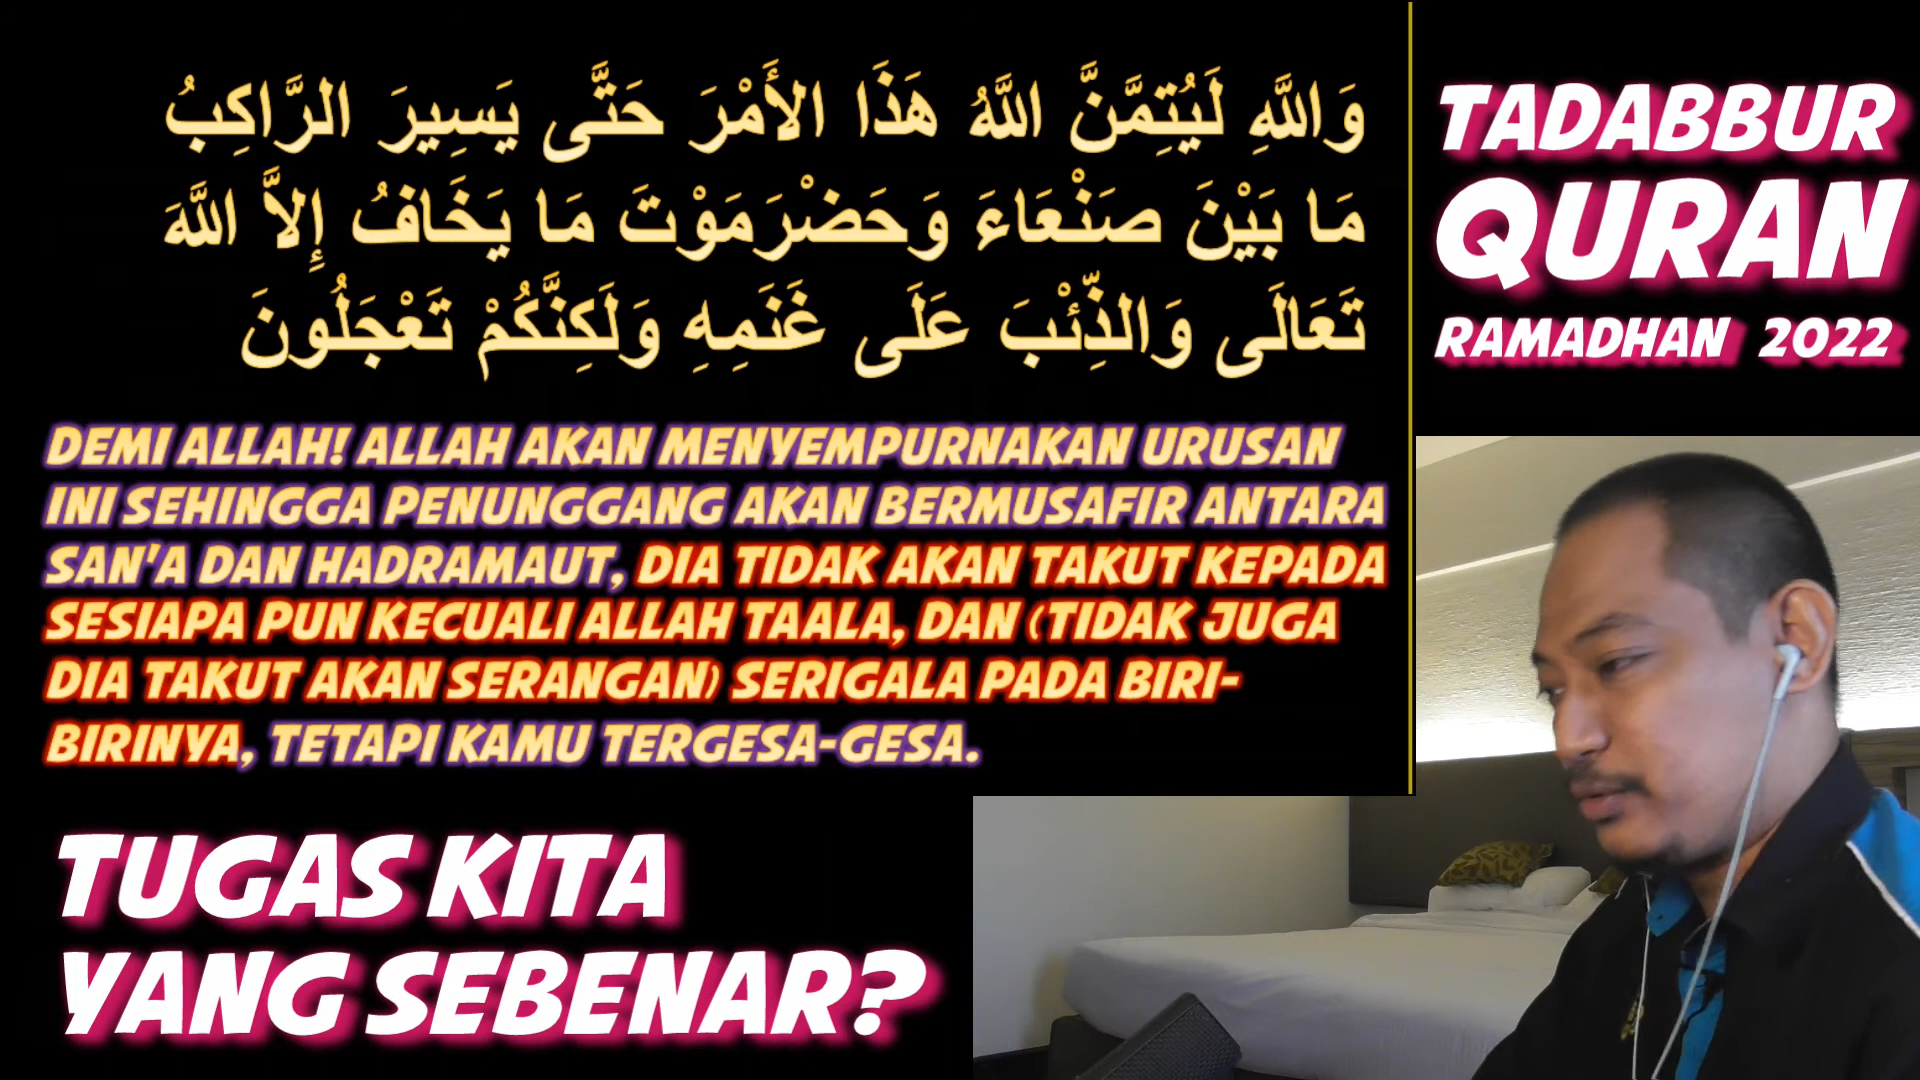 وَاللَّهِ لَيُتِمَّنَّ اللَّهُ هَذَا الأَمْرَ حَتَّى يَسِيرَ الرَّاكِبُ
مَا بَيْنَ صَنْعَاءَ وَحَضْرَمَوْتَ مَا يَخَافُ إِلاَّ اللَّهَ
تَعَالَى وَالذِّئْبَ عَلَى غَنَمِهِ وَلَكِنَّكُمْ تَعْجَلُونَ
DEMI ALLAH! ALLAH AKAN MENYEMPURNAKAN URUSAN
INI SEHINGGA PENUNGGANG AKAN BERMUSAFIR ANTARA
SAN'A DAN HADRAMAUT, DIA TIDAK AKAN TAKUT KEPADA
SESIAPA PUN KECUALI ALLAH TAALA, DAN (TIDAK JUGA
DIA TAKUT AKAN SERANGAN) SERIGALA PADA BIRI-
BIRINYA, TETAPI KAMU TERGESA-GESA.
TUGAS KITA
YANG SEBENAR?
TADABBUR
QURAN
RAMADHAN 2022